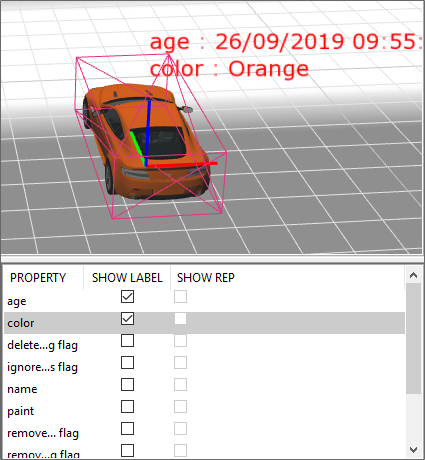 age : 26/09/2019 09:55:
color : Orange
PROPERTY SHOW LABEL SHOW REP
age
color
delete...g flag
ignore...s flag
name
paint
remove... flag
remov...g flag